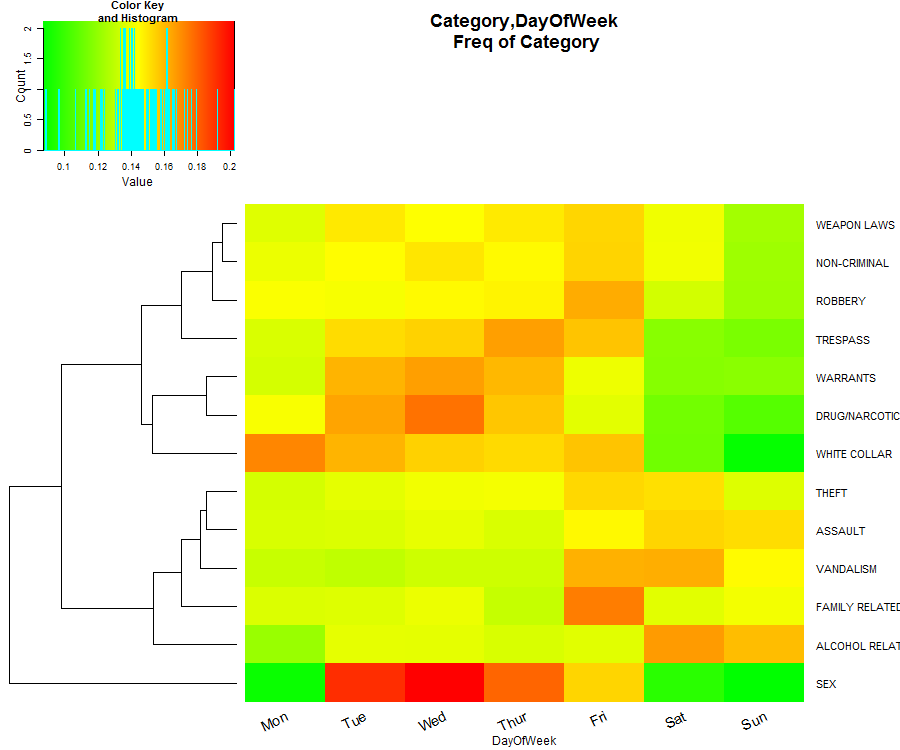 Color Key
and Histogram
Category,DayOfWeek
Freq of Category
Count
0 0.5 1 1.5 2
0.1 0.12 0.14 0.16 0.18 0.2
Value
WEAPON LAWS
NON-CRIMINAL
ROBBERY
TRESPASS
WARRANTS
DRUG/NARCOTIC
WHITE COLLAR
THEFT
ASSAULT
VANDALISM
FAMILY RELATED
ALCOHOL RELAT
SEX
Mon Tue Wed Thur Fri Sat Sun
DayOfWeek